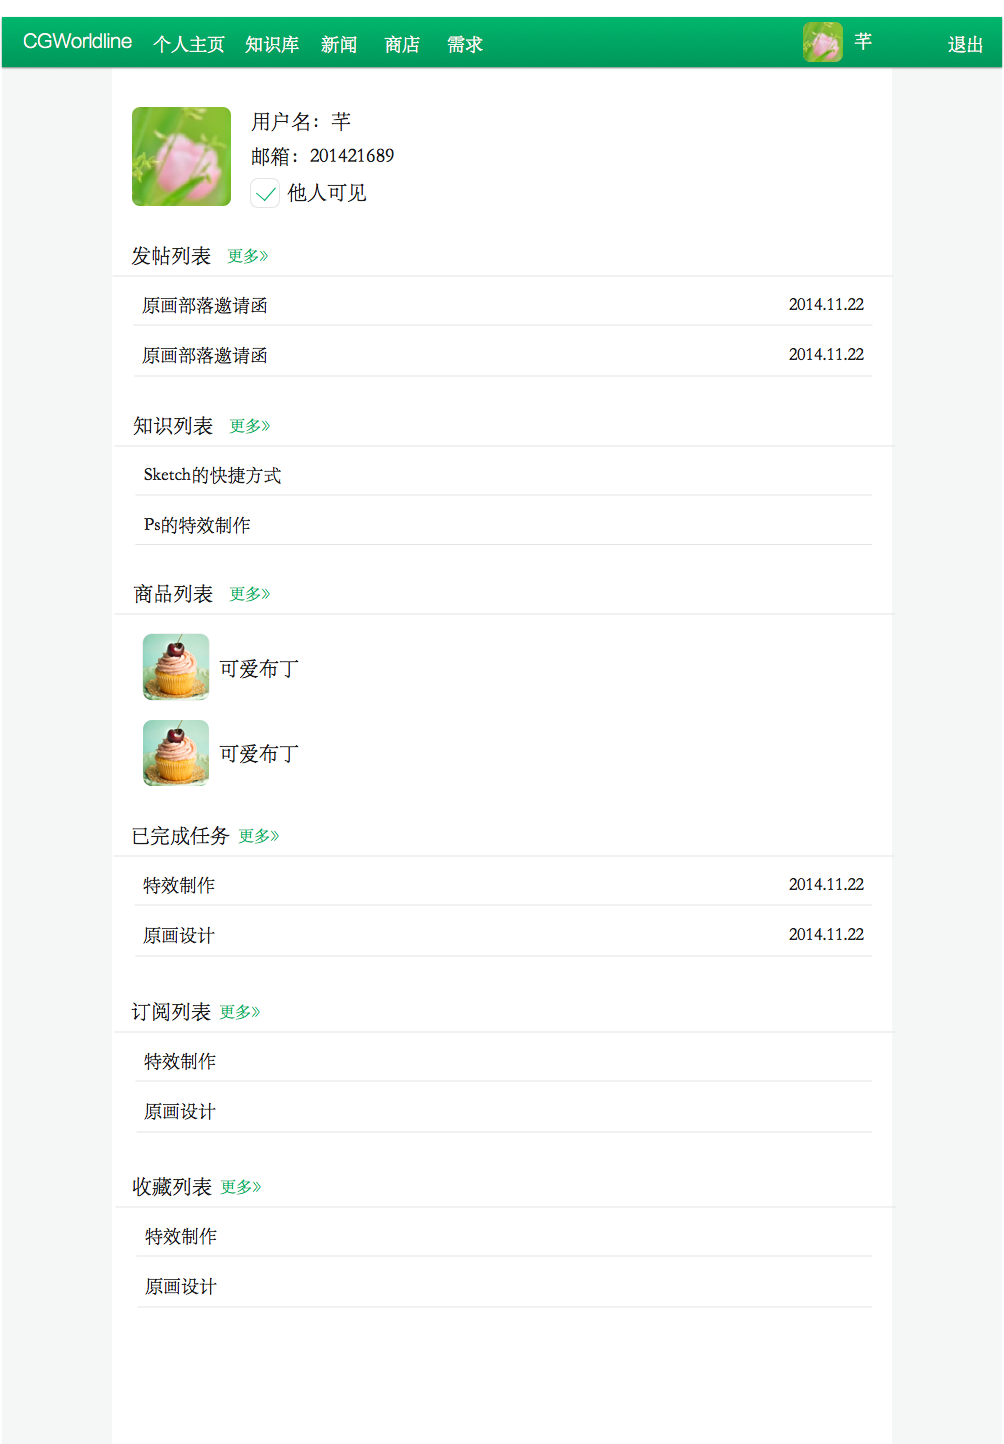 CGWorldline 个人主页 知识库 新闻 商店 需求 芊 退出
用户名：芊
邮箱：201421689
他人可见
发帖列表 更多》
原画部落邀请函 2014.11.22
原画部落邀请函 2014.11.22
知识列表 更多》
Sketch的快捷方式
Ps的特效制作
商品列表 更多》
可爱布丁
可爱布丁
已完成任务 更多》
特效制作 2014.11.22
原画设计 2014.11.22
订阅列表 更多》
特效制作
原画设计
收藏列表 更多》
特效制作
原画设计